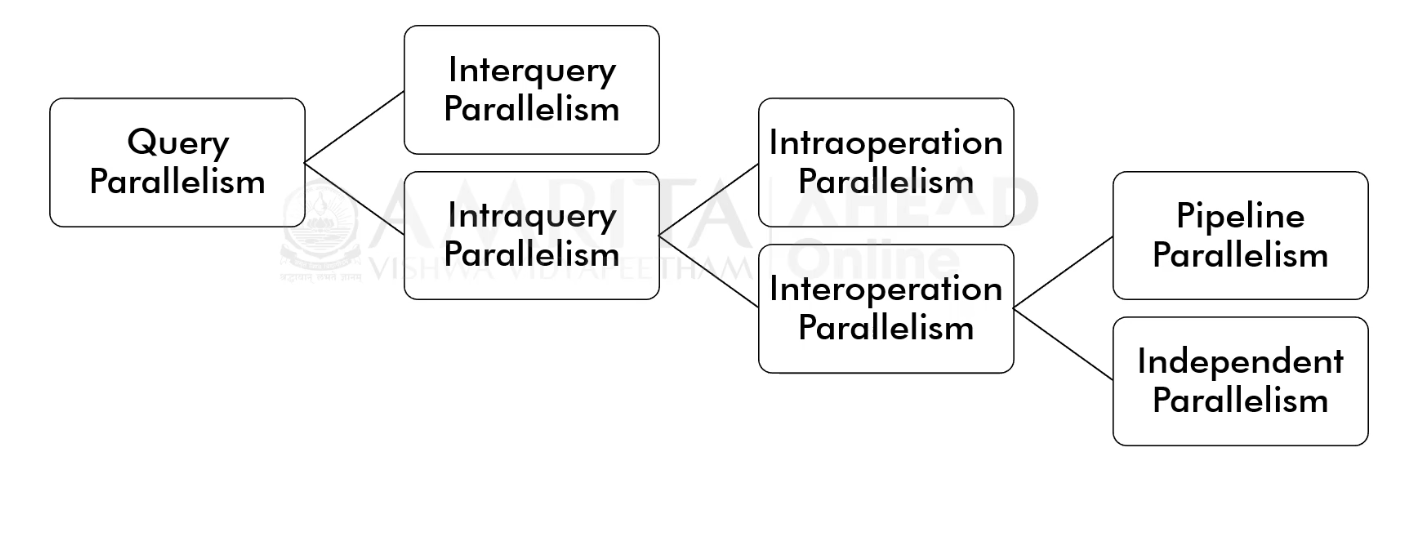 Query
Parallelism
Interquery
Parallelism
Intraquery
Parallelism
Intraoperation
Parallelism
Interoperation
Parallelism
Pipeline
Parallelism
Independent
Parallelism
AMRITA
VISHWA VIDYAPEETHAM
AHEAD
Online